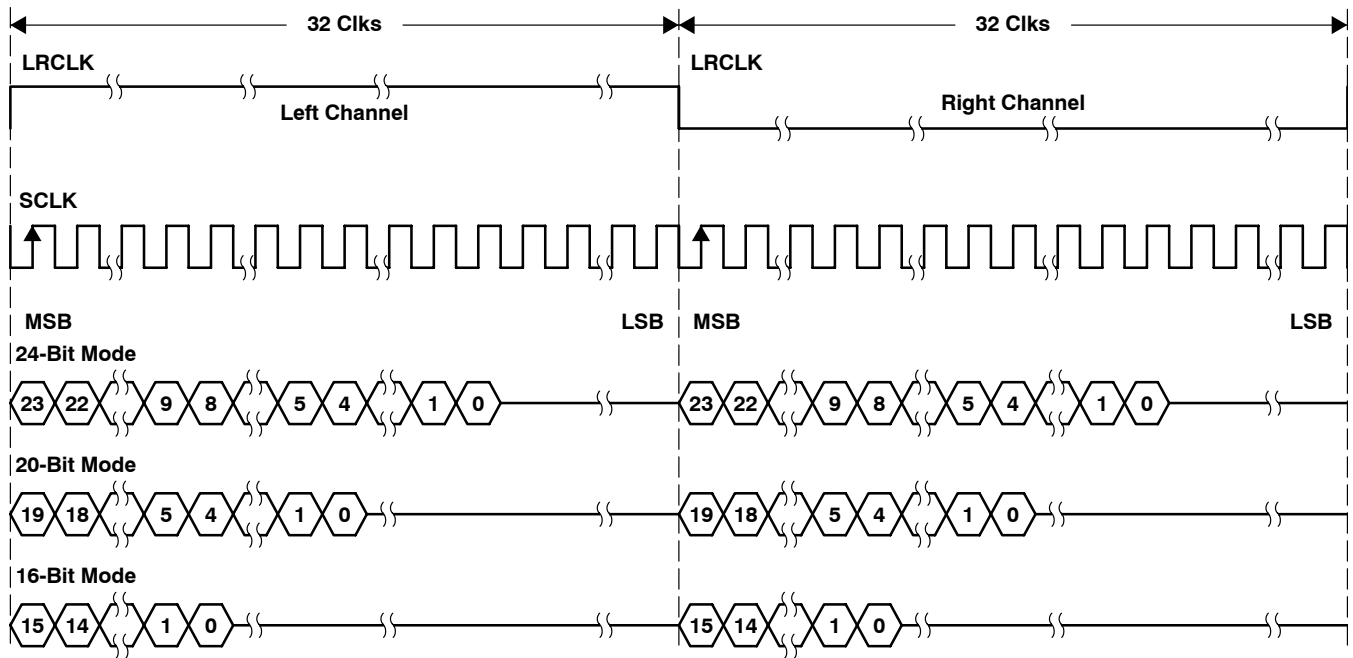 32 Clks 32 Clks
LRCLK LRCLK
Left Channel Right Channel
SCLK
MSB LSB MSB LSB
24-Bit Mode
23 22 9 8 5 4 1 0 23 22 9 8 5 4 1 0
20-Bit Mode
19 18 5 4 1 0 19 18 5 4 1 0
16-Bit Mode
15 14 1 0 15 14 1 0